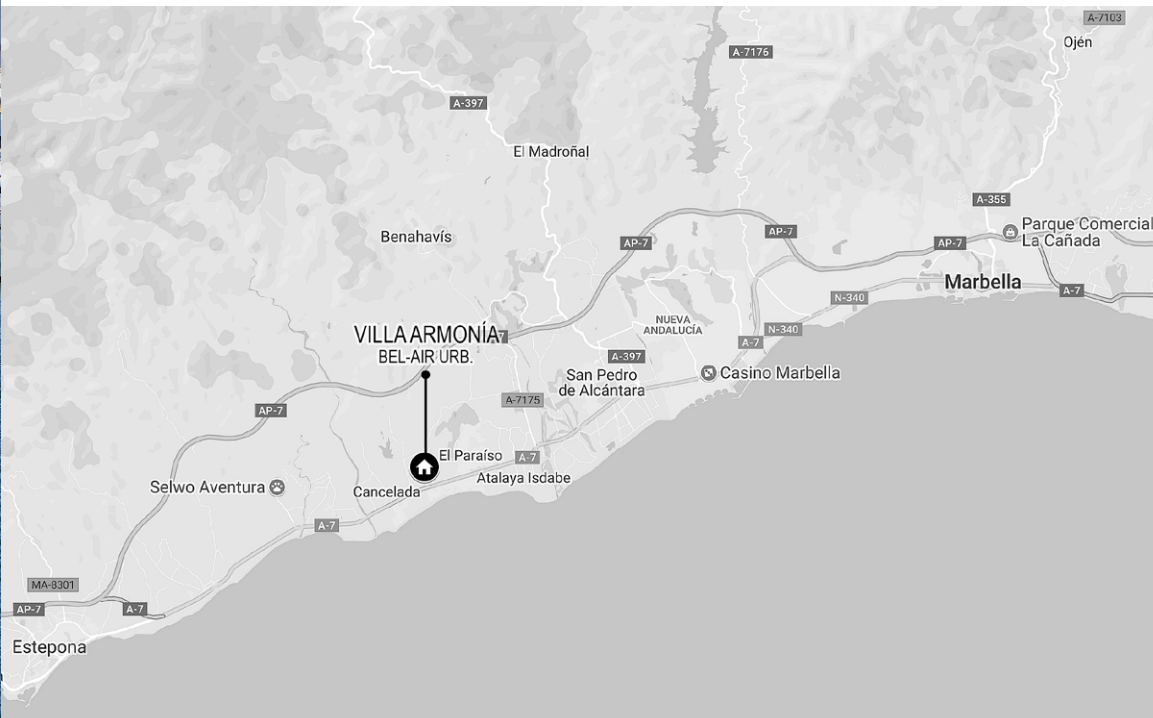 A-7103
Ojén
A-7176
A-397
El Madroñal
A-355
Parque Comercial
La Cañada
Benahavís
AP-7
AP-7
AP-7
Marbella
A-7
N-340
NUEVA
ANDALUCÍA
N-340
A-7
VILLA ARMONÍA
BEL-AIR URB.
7
A-397
San Pedro
de Alcántara
Casino Marbella
A-7175
AP-7
El Paraíso
A-7
Atalaya Isdabe
Selwo Aventura
Cancelada
A-7
MA-8301
AP-7
A-7
Estepona